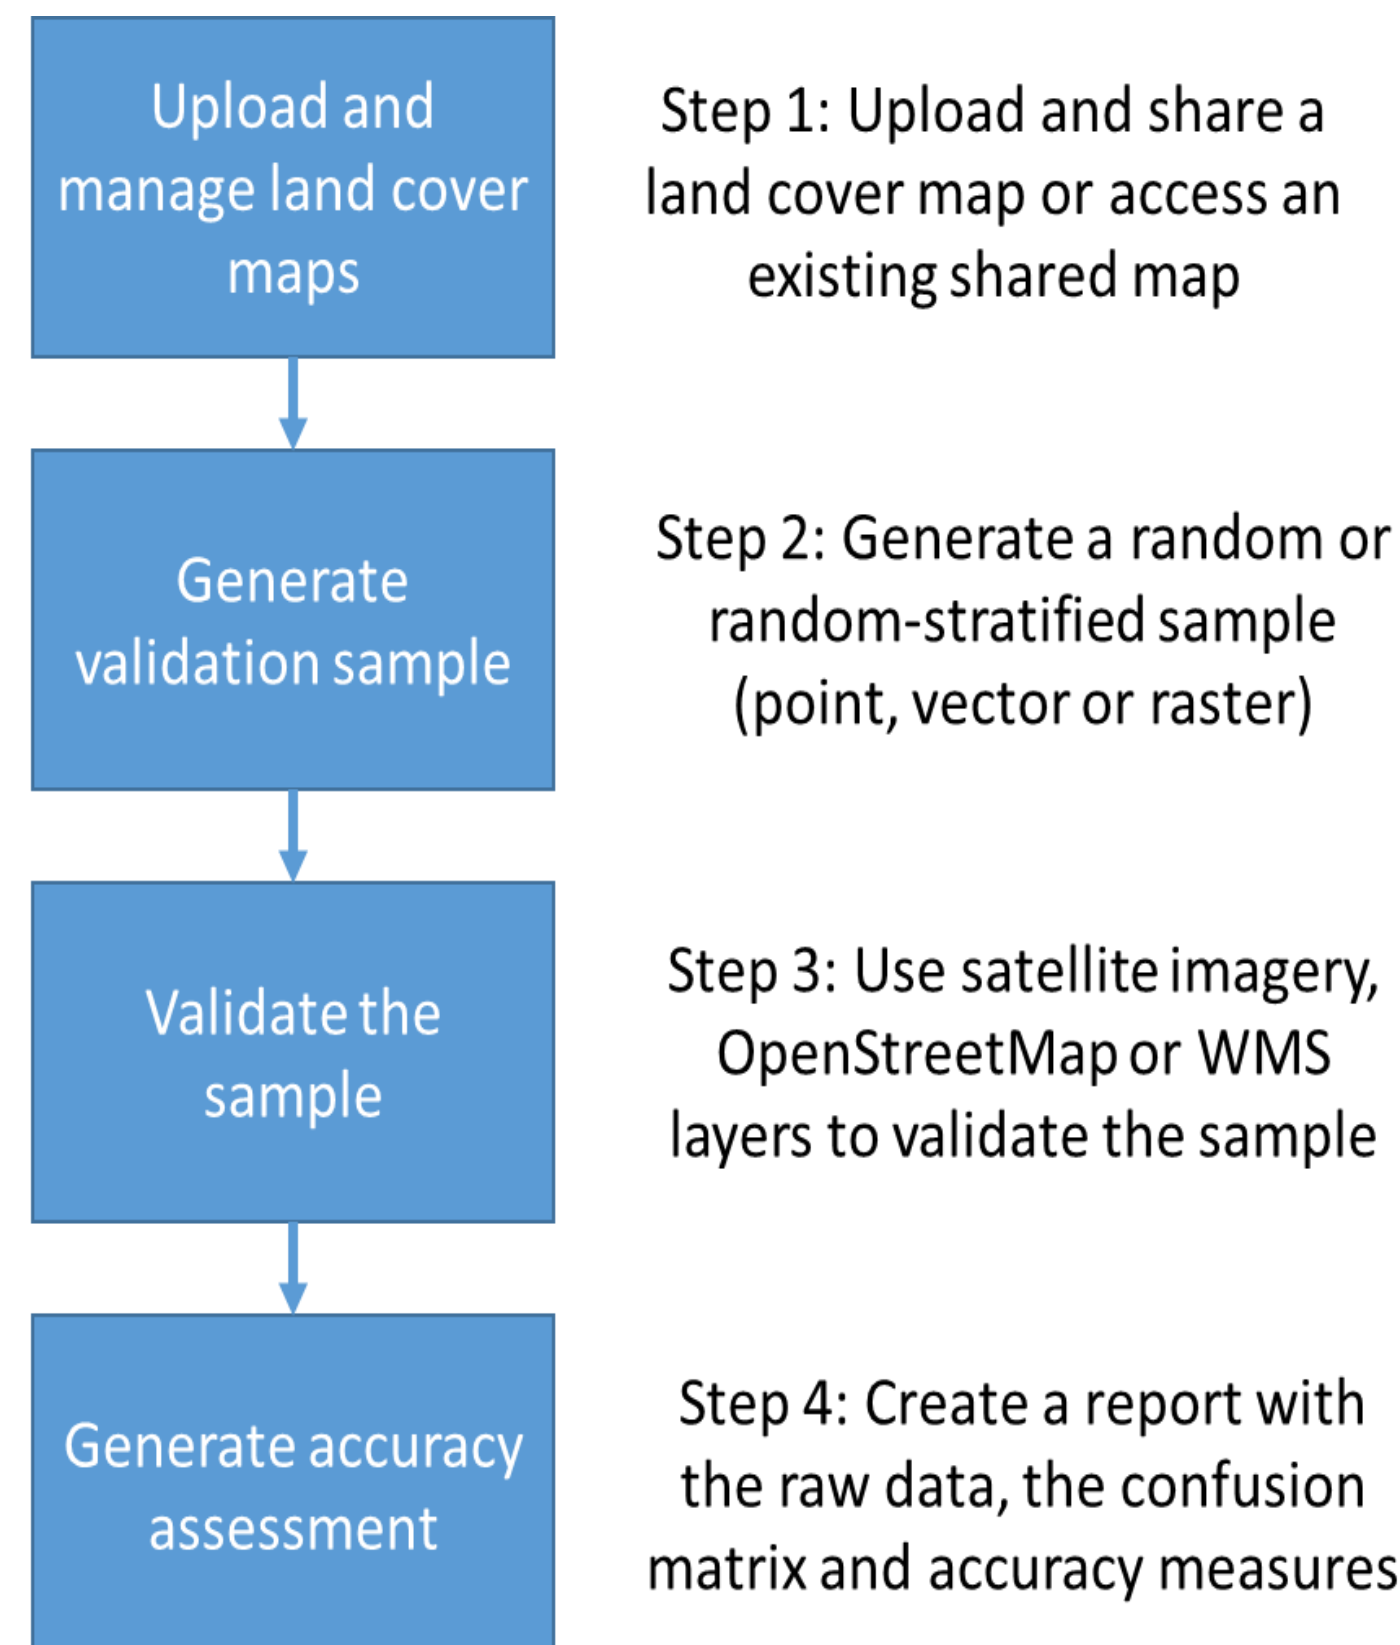 Upload and
manage land cover
maps
Step 1: Upload and share a
land cover map or access an
existing shared map
Generate
validation sample
Step 2: Generate a random or
random-stratified sample
(point, vector or raster)
Validate the
sample
Step 3: Use satellite imagery,
OpenStreetMap or WMS
layers to validate the sample
Generate accuracy
assessment
Step 4: Create a report with
the raw data, the confusion
matrix and accuracy measures